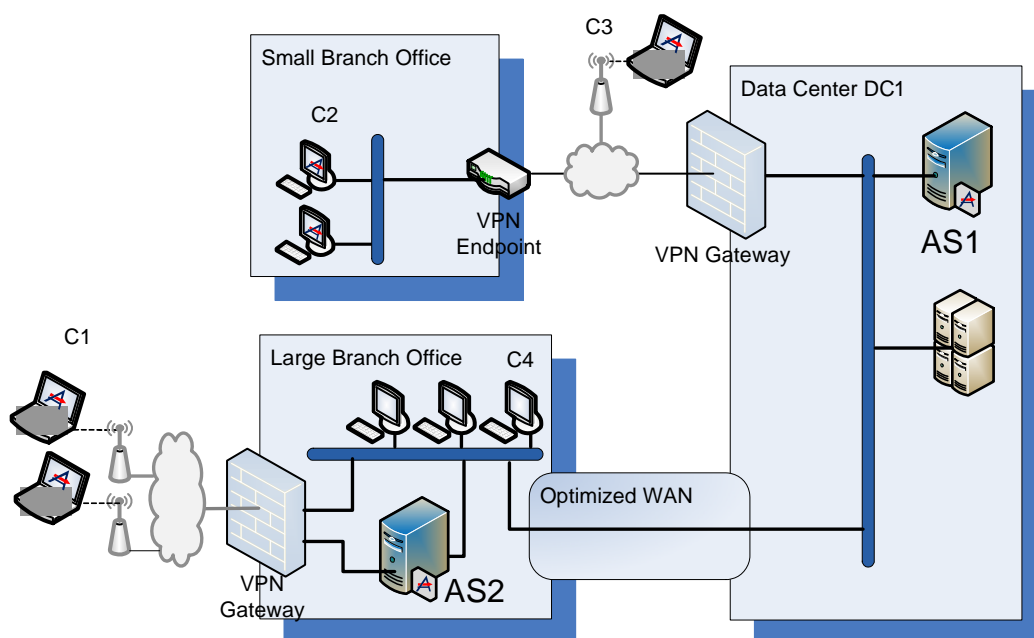 C3
Small Branch Office
Data Center DC1
C2
VPN
Endpoint
VPN Gateway
AS1
C1
Large Branch Office
C4
Optimized WAN
VPN
Gateway
AS2